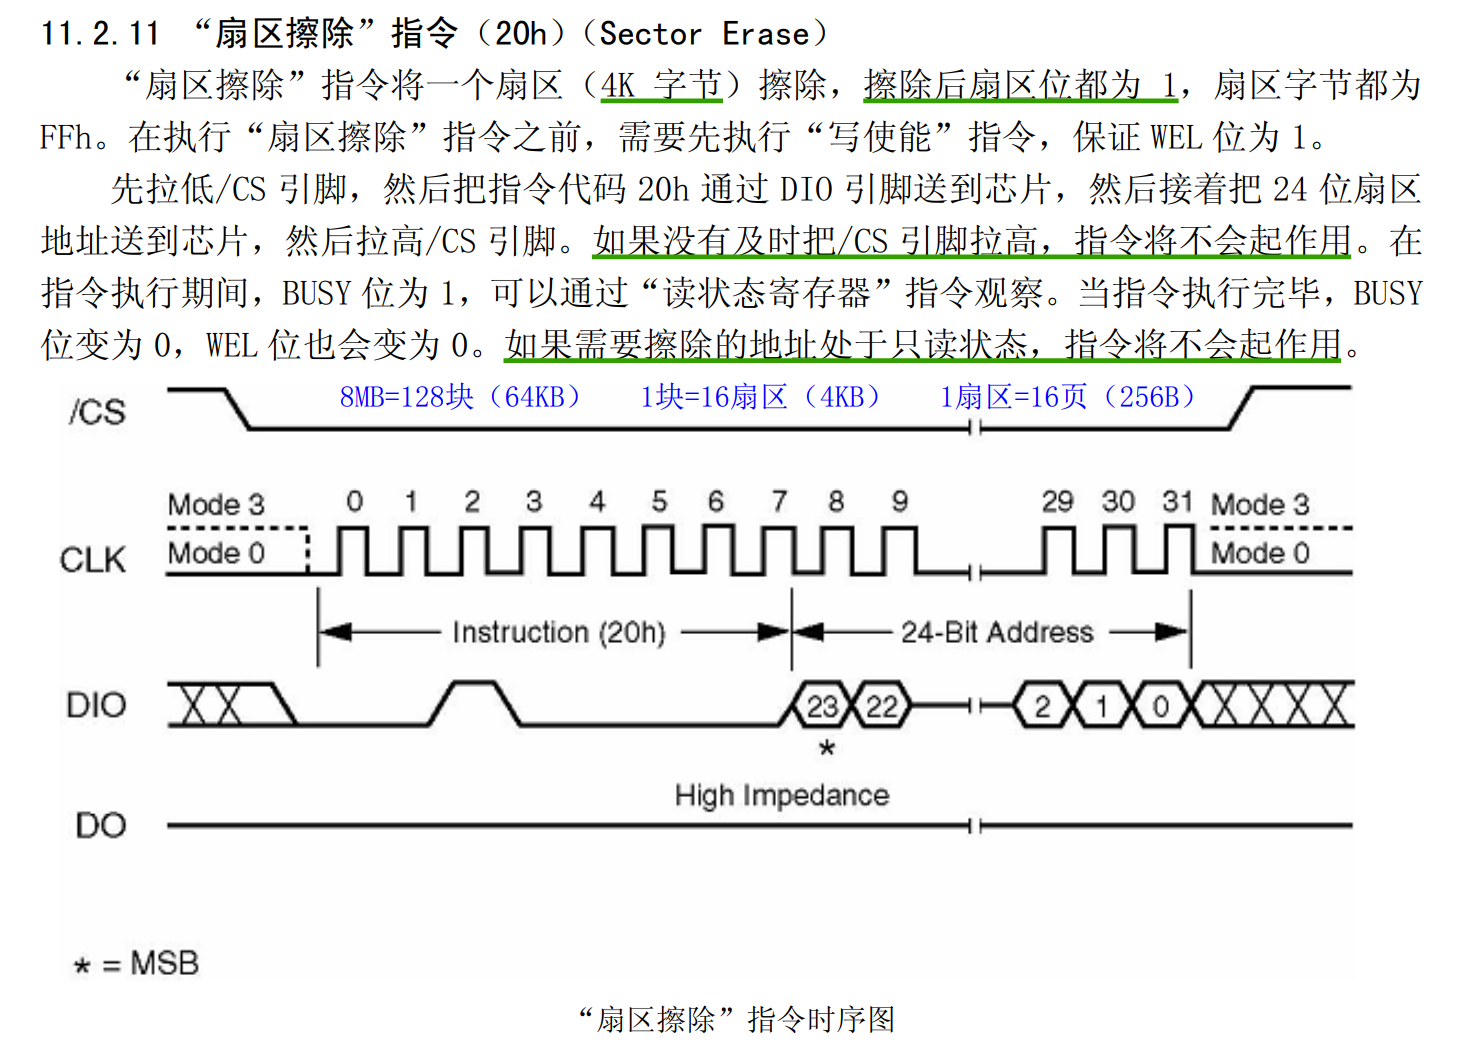 11.2.11 “扇区擦除”指令（20h）（Sector Erase）
“扇区擦除”指令将一个扇区（4K 字节）擦除，擦除后扇区位都为 1，扇区字节都为
FFh。在执行“扇区擦除”指令之前，需要先执行“写使能”指令，保证 WEL 位为 1。
先拉低/CS 引脚，然后把指令代码 20h 通过 DIO 引脚送到芯片，然后接着把 24 位扇区
地址送到芯片，然后拉高/CS 引脚。如果没有及时把/CS 引脚拉高，指令将不会起作用。在
指令执行期间，BUSY 位为 1，可以通过“读状态寄存器”指令观察。当指令执行完毕，BUSY
位变为 0，WEL 位也会变为 0。如果需要擦除的地址处于只读状态，指令将不会起作用。
8MB=128块（64KB） 1块=16扇区（4KB） 1扇区=16页（256B）
/CS
Mode 3 0 1 2 3 4 5 6 7 8 9 29 30 31 Mode 3
CLK Mode 0 Mode 0
Instruction (20h) 24-Bit Address
DIO 23 22 2 1 0
*
High Impedance
DO
* = MSB
“扇区擦除”指令时序图